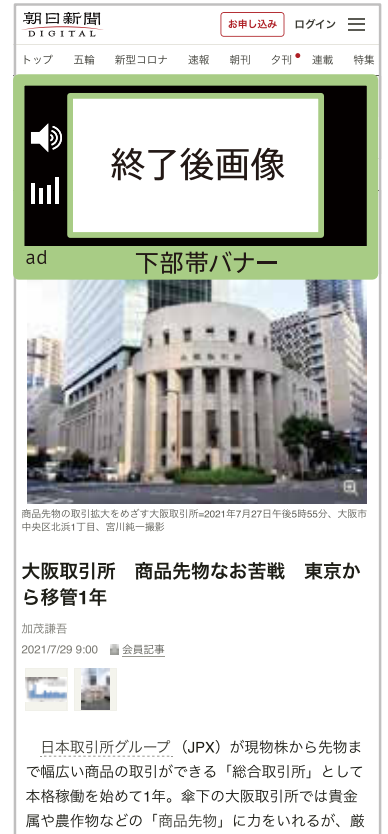 朝日新聞
DIGITAL
お申し込み ログイン
トップ 五輪 新型コロナ 速報 朝刊 夕刊 連載 特集
終了後画像
ad 下部帯バナー
大阪取引所
商品先物の取引拡大をめざす大阪取引所=2021年7月27日午後5時55分、大阪市
中央区北浜1丁目、宮川純一撮影
大阪取引所 商品先物なお苦戦 東京か
ら移管1年
加茂謙吾
2021/7/29 9:00 会員記事
日本取引所グループ（JPX）が現物株から先物ま
で幅広い商品の取引ができる「総合取引所」として
本格稼働を始めて1年。傘下の大阪取引所では貴金
属や農作物などの「商品先物」に力をいれるが、厳